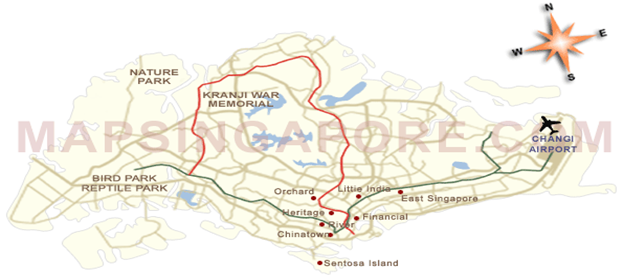 N
W
E
S
NATURE
PARK
KRANJI WAR
MEMORIAL
MAPSINGAPORE.COM
CHANGI
AIRPORT
BIRD PARK
REPTILE PARK
Orchard
Little India
East Singapore
Heritage
Financial
River
Chinatown
Sentosa Island